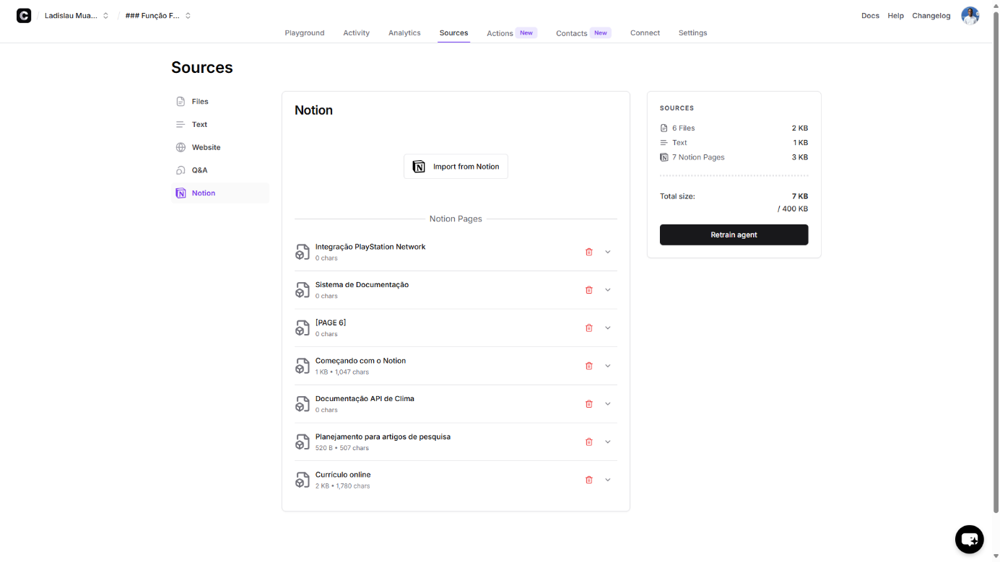 C
Ladislau Mua...
### Função F...
Docs
Help
Changelog
Playground
Activity
Analytics
Sources
Actions New
Contacts New
Connect
Settings
Sources
Files
Text
Website
Q&A
Notion
Notion
Import from Notion
Notion Pages
Integração PlayStation Network
0 chars
Sistema de Documentação
0 chars
[PAGE 6]
0 chars
Começando com o Notion
1 KB • 1,047 chars
Documentação API de Clima
0 chars
Planejamento para artigos de pesquisa
520 B • 507 chars
Currículo online
2 KB • 1,780 chars
SOURCES
6 Files 2 KB
Text 1 KB
7 Notion Pages 3 KB
Total size: 7 KB
/ 400 KB
Retrain agent